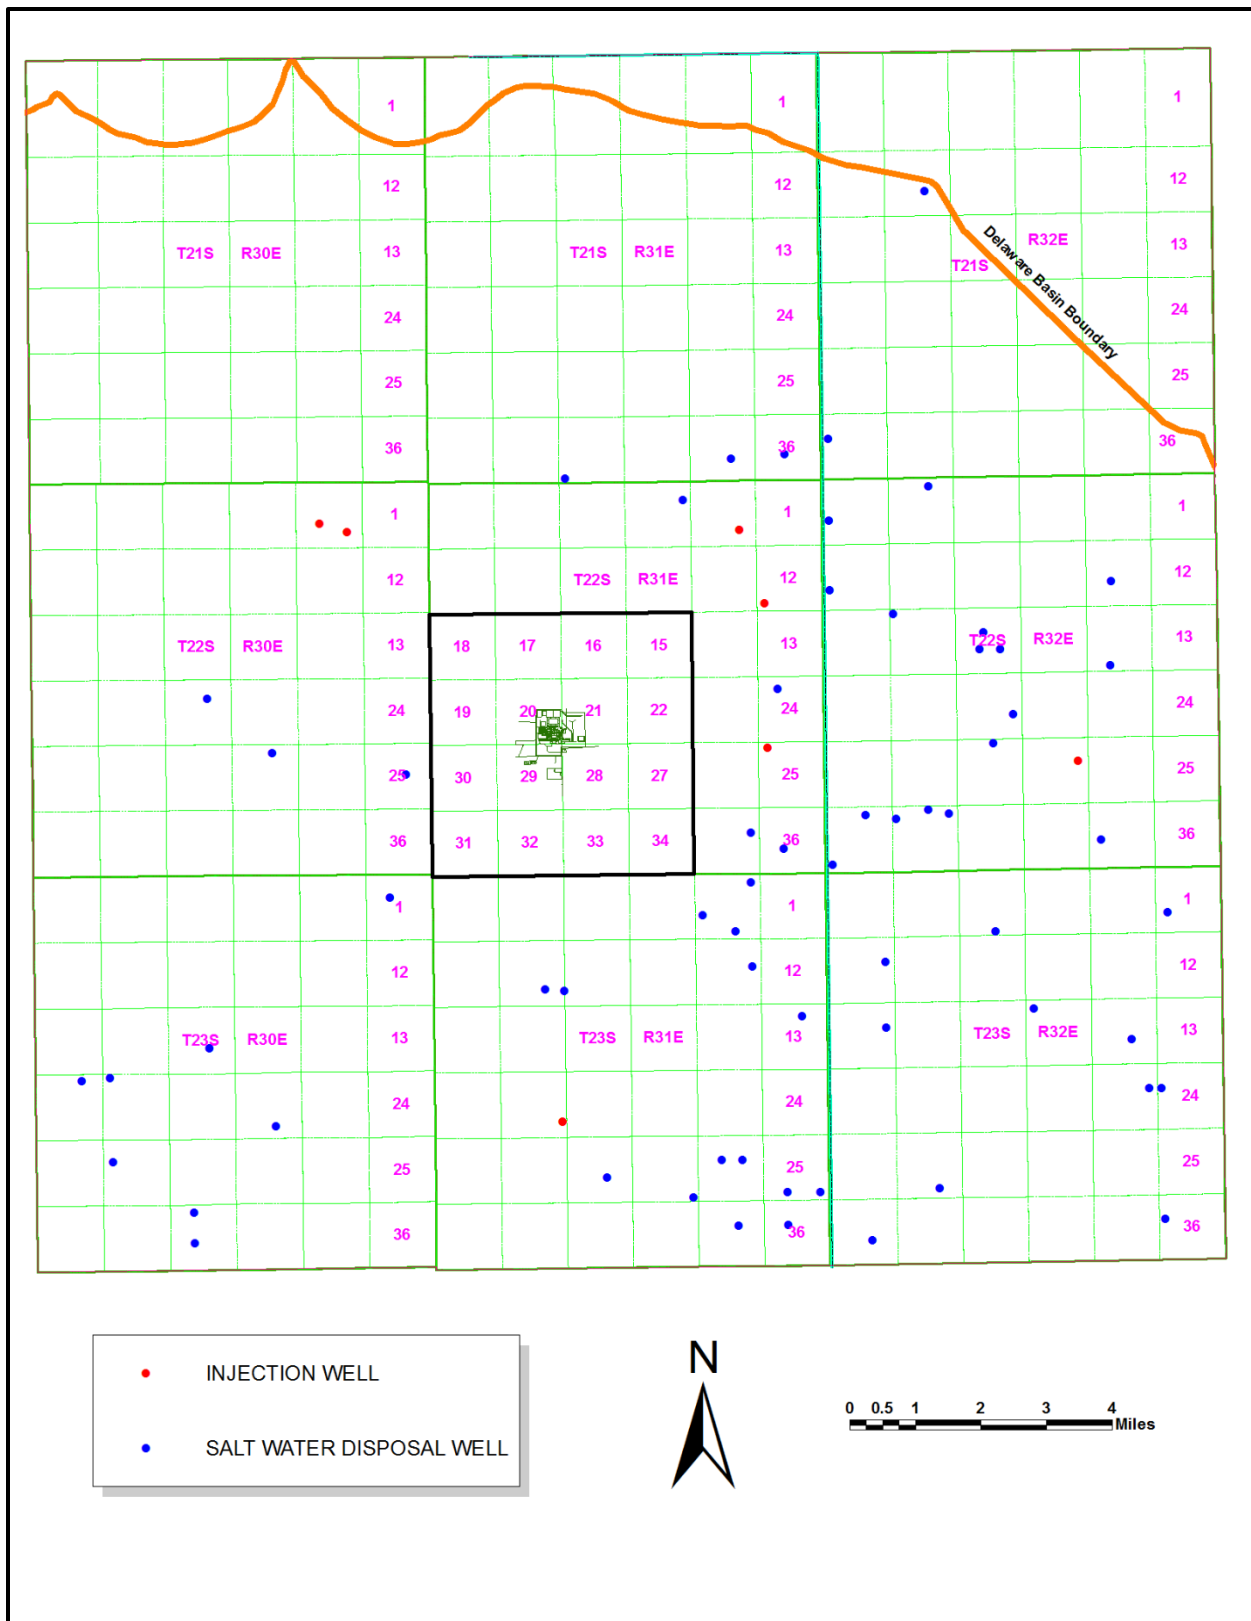 1 1 1
12 12 12
T21S R30E 13 T21S R31E 13 R32E 13
T21S
Delaware Basin Boundary
24 24 24
25 25 25
36 36 36
1 1 1
12 T22S R31E 12 12
T22S R30E 13 18 17 16 15 13 T22S R32E 13
24 19 20 21 22 24 24
25 30 29 28 27 25 25
36 31 32 33 34 36 36
1 1 1
12 12 12
T23S R30E 13 T23S R31E 13 T23S R32E 13
24 24 24
25 25 25
36 36 36
INJECTION WELL
SALT WATER DISPOSAL WELL
N
0 0.5 1 2 3 4
Miles